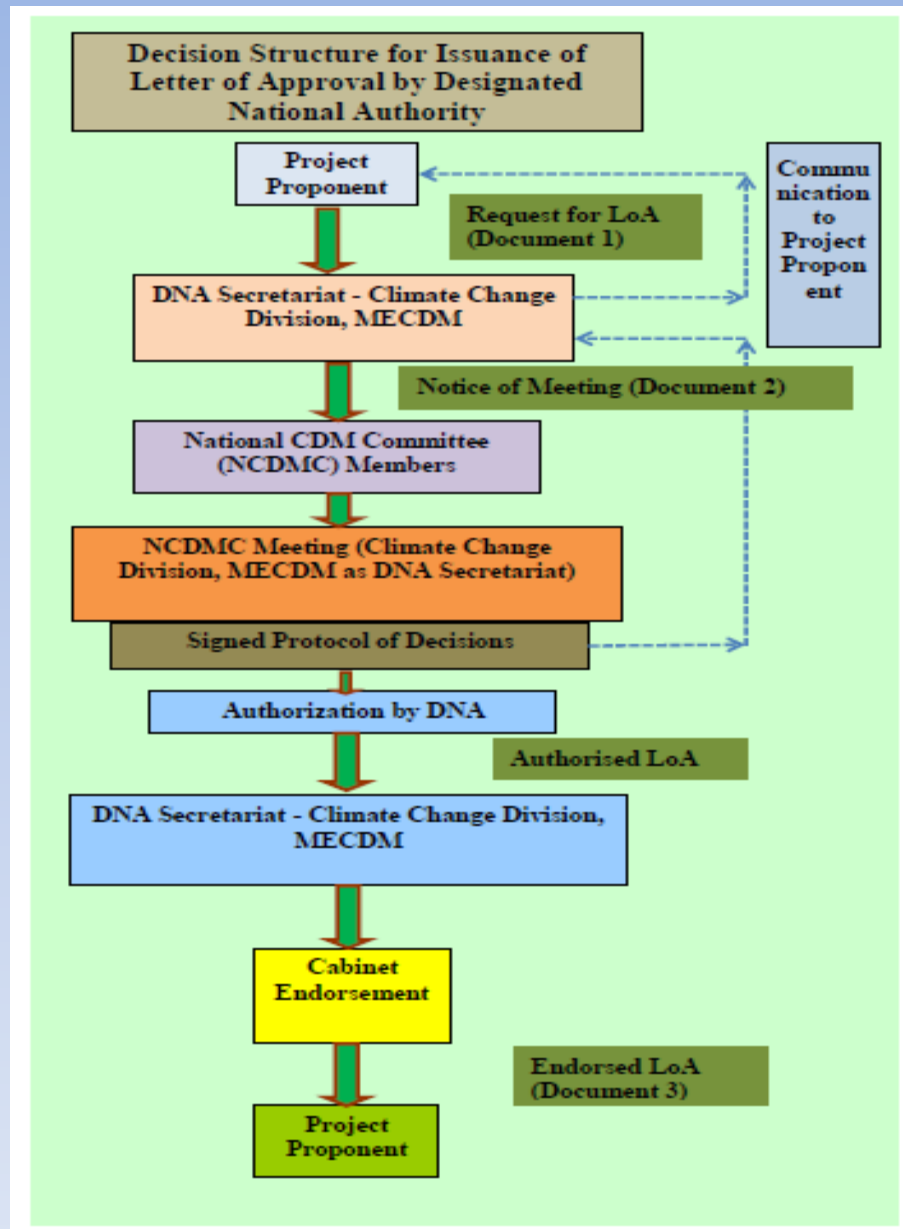 Decision Structure for Issuance of
Letter of Approval by Designated
National Authority
Project
Proponent
Commu
nication
to
Project
Propon
ent
Request for LoA
(Document 1)
DNA Secretariat - Climate Change
Division, MECDM
Notice of Meeting (Document 2)
National CDM Committee
(NCDMC) Members
NCDMC Meeting (Climate Change
Division, MECDM as DNA Secretariat)
Signed Protocol of Decisions
Authorization by DNA
Authorised LoA
DNA Secretariat - Climate Change Division,
MECDM
Cabinet
Endorsement
Endorsed LoA
(Document 3)
Project
Proponent